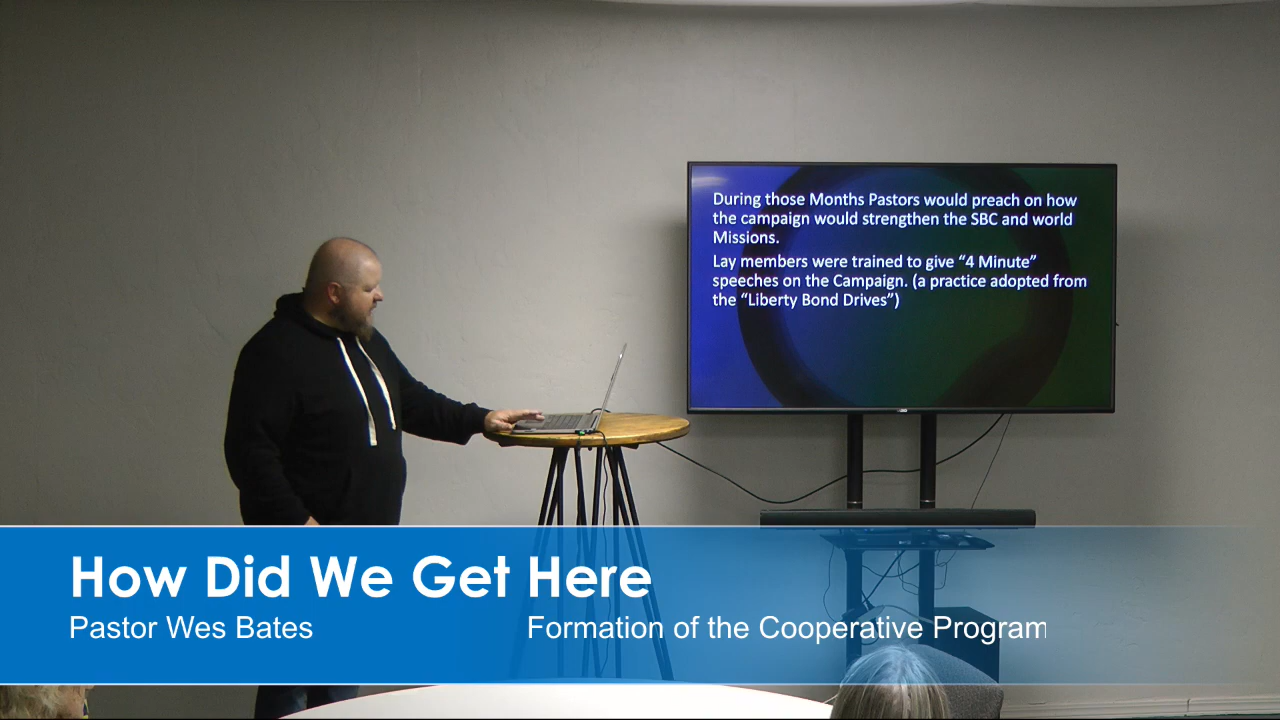 During those Months Pastors would preach on how
the campaign would strengthen the SBC and world
Missions.
Lay members were trained to give “4 Minute”
speeches on the Campaign. (a practice adopted from
the “Liberty Bond Drives”)
How Did We Get Here
Pastor Wes Bates
Formation of the Cooperative Program